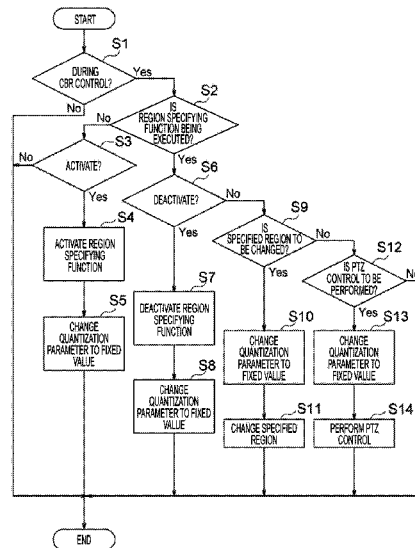 START
S1
DURING
CBR CONTROL?
Yes
No
S2
IS
REGION SPECIFYING
FUNCTION BEING
EXECUTED?
No
Yes
S3
ACTIVATE?
No
Yes
S4
ACTIVATE REGION
SPECIFYING
FUNCTION
S5
CHANGE
QUANTIZATION
PARAMETER TO FIXED
VALUE
S6
DEACTIVATE?
No
Yes
S7
DEACTIVATE REGION
SPECIFYING
FUNCTION
S8
CHANGE
QUANTIZATION
PARAMETER TO FIXED
VALUE
S9
IS
SPECIFIED REGION TO
BE CHANGED?
No
Yes
S10
CHANGE
QUANTIZATION
PARAMETER TO
FIXED VALUE
S11
CHANGE SPECIFIED
REGION
S12
IS PTZ
CONTROL TO BE
PERFORMED?
No
Yes
S13
CHANGE
QUANTIZATION
PARAMETER TO
FIXED VALUE
S14
PERFORM PTZ
CONTROL
END